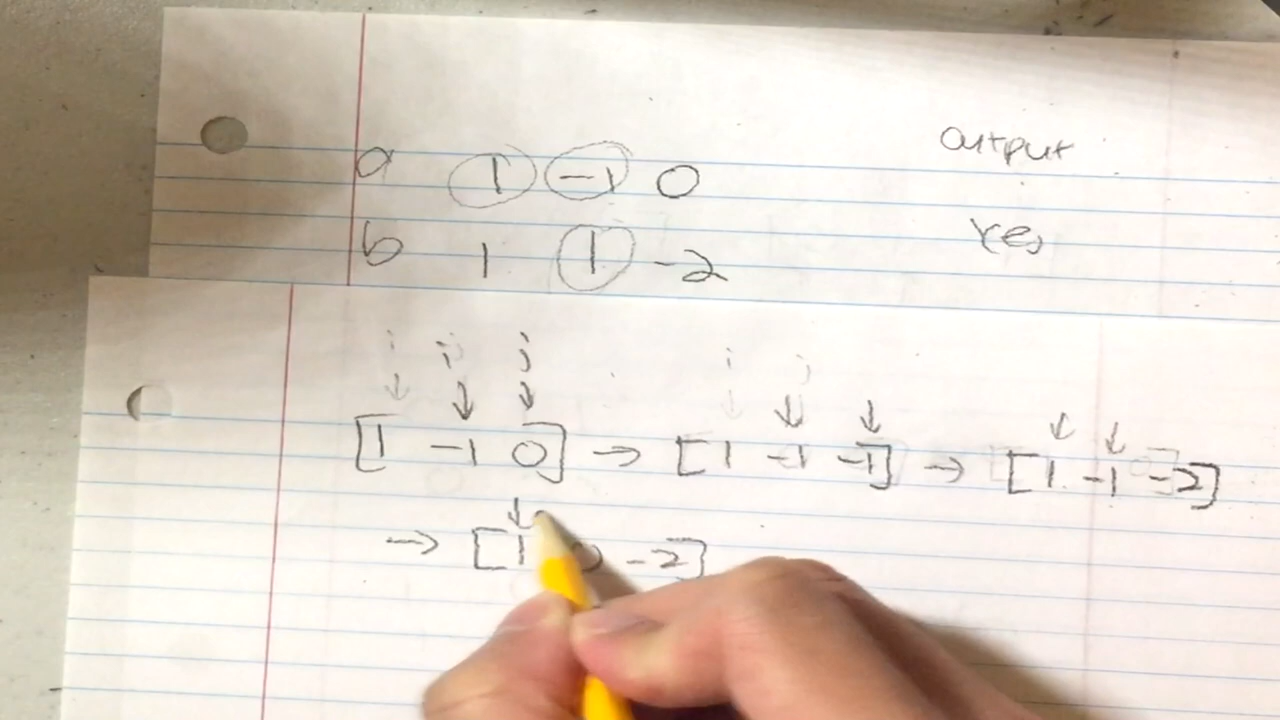 Output
a 1 -1 0
b 1 1 -2 Yes
i j j i j
↓ ↓ ↓ ↓ ↓ ↓ ↓ ↓
[1 -1 0] → [1 -1 -1] → [1 -1 -2]
↓
→ [1 0 -2]